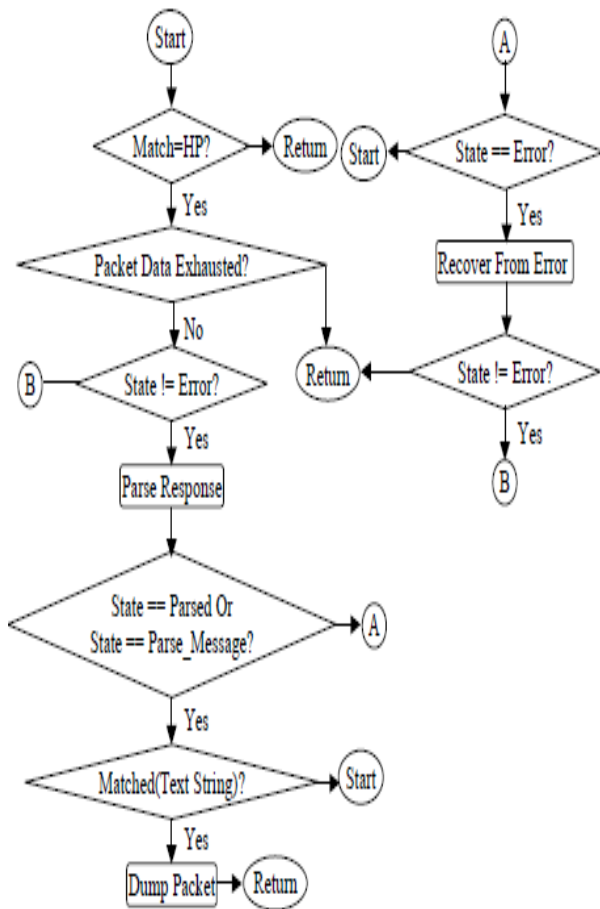 Start
Match=HP?
Return
Yes
Packet Data Exhausted?
No
B
State != Error?
Yes
Parse Response
State == Parsed Or
State == Parse_Message?
A
Yes
Matched(Text String)?
Start
Yes
Dump Packet
Return
A
Start
State == Error?
Yes
Recover From Error
Return
State != Error?
Yes
B